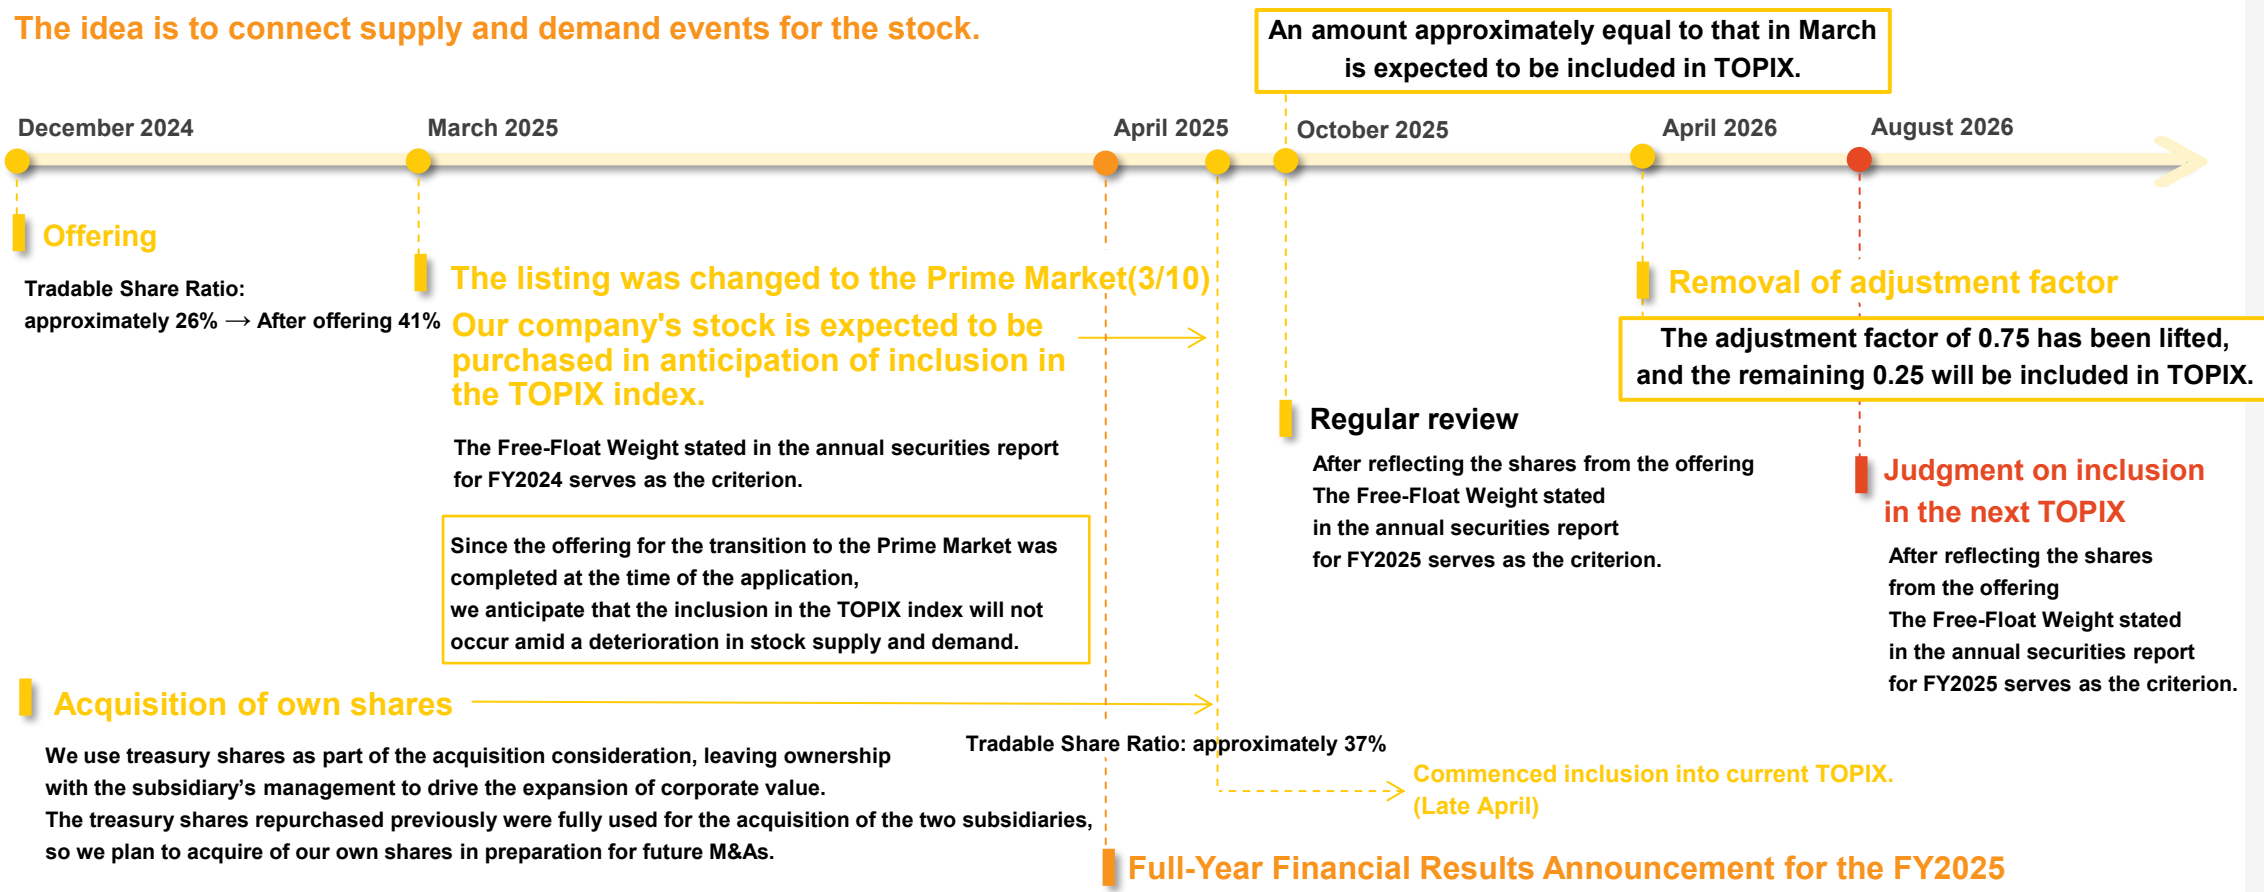 The idea is to connect supply and demand events for the stock.
An amount approximately equal to that in March
is expected to be included in TOPIX.
December 2024
March 2025
April 2025
October 2025
April 2026
August 2026
Offering
Tradable Share Ratio:
approximately 26% → After offering 41%
The listing was changed to the Prime Market(3/10)
Our company's stock is expected to be
purchased in anticipation of inclusion in
the TOPIX index.
The Free-Float Weight stated in the annual securities report
for FY2024 serves as the criterion.
Since the offering for the transition to the Prime Market was
completed at the time of the application,
we anticipate that the inclusion in the TOPIX index will not
occur amid a deterioration in stock supply and demand.
Regular review
After reflecting the shares from the offering
The Free-Float Weight stated
in the annual securities report
for FY2025 serves as the criterion.
Removal of adjustment factor
The adjustment factor of 0.75 has been lifted,
and the remaining 0.25 will be included in TOPIX.
Judgment on inclusion
in the next TOPIX
After reflecting the shares
from the offering
The Free-Float Weight stated
in the annual securities report
for FY2025 serves as the criterion.
Acquisition of own shares
We use treasury shares as part of the acquisition consideration, leaving ownership
with the subsidiary’s management to drive the expansion of corporate value.
The treasury shares repurchased previously were fully used for the acquisition of the two subsidiaries,
so we plan to acquire of our own shares in preparation for future M&As.
Tradable Share Ratio: approximately 37%
Commenced inclusion into current TOPIX.
(Late April)
Full-Year Financial Results Announcement for the FY2025